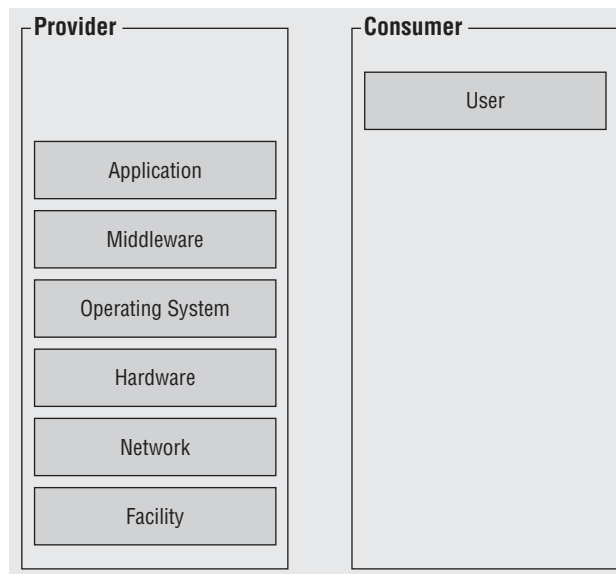 Provider
Consumer
User
Application
Middleware
Operating System
Hardware
Network
Facility